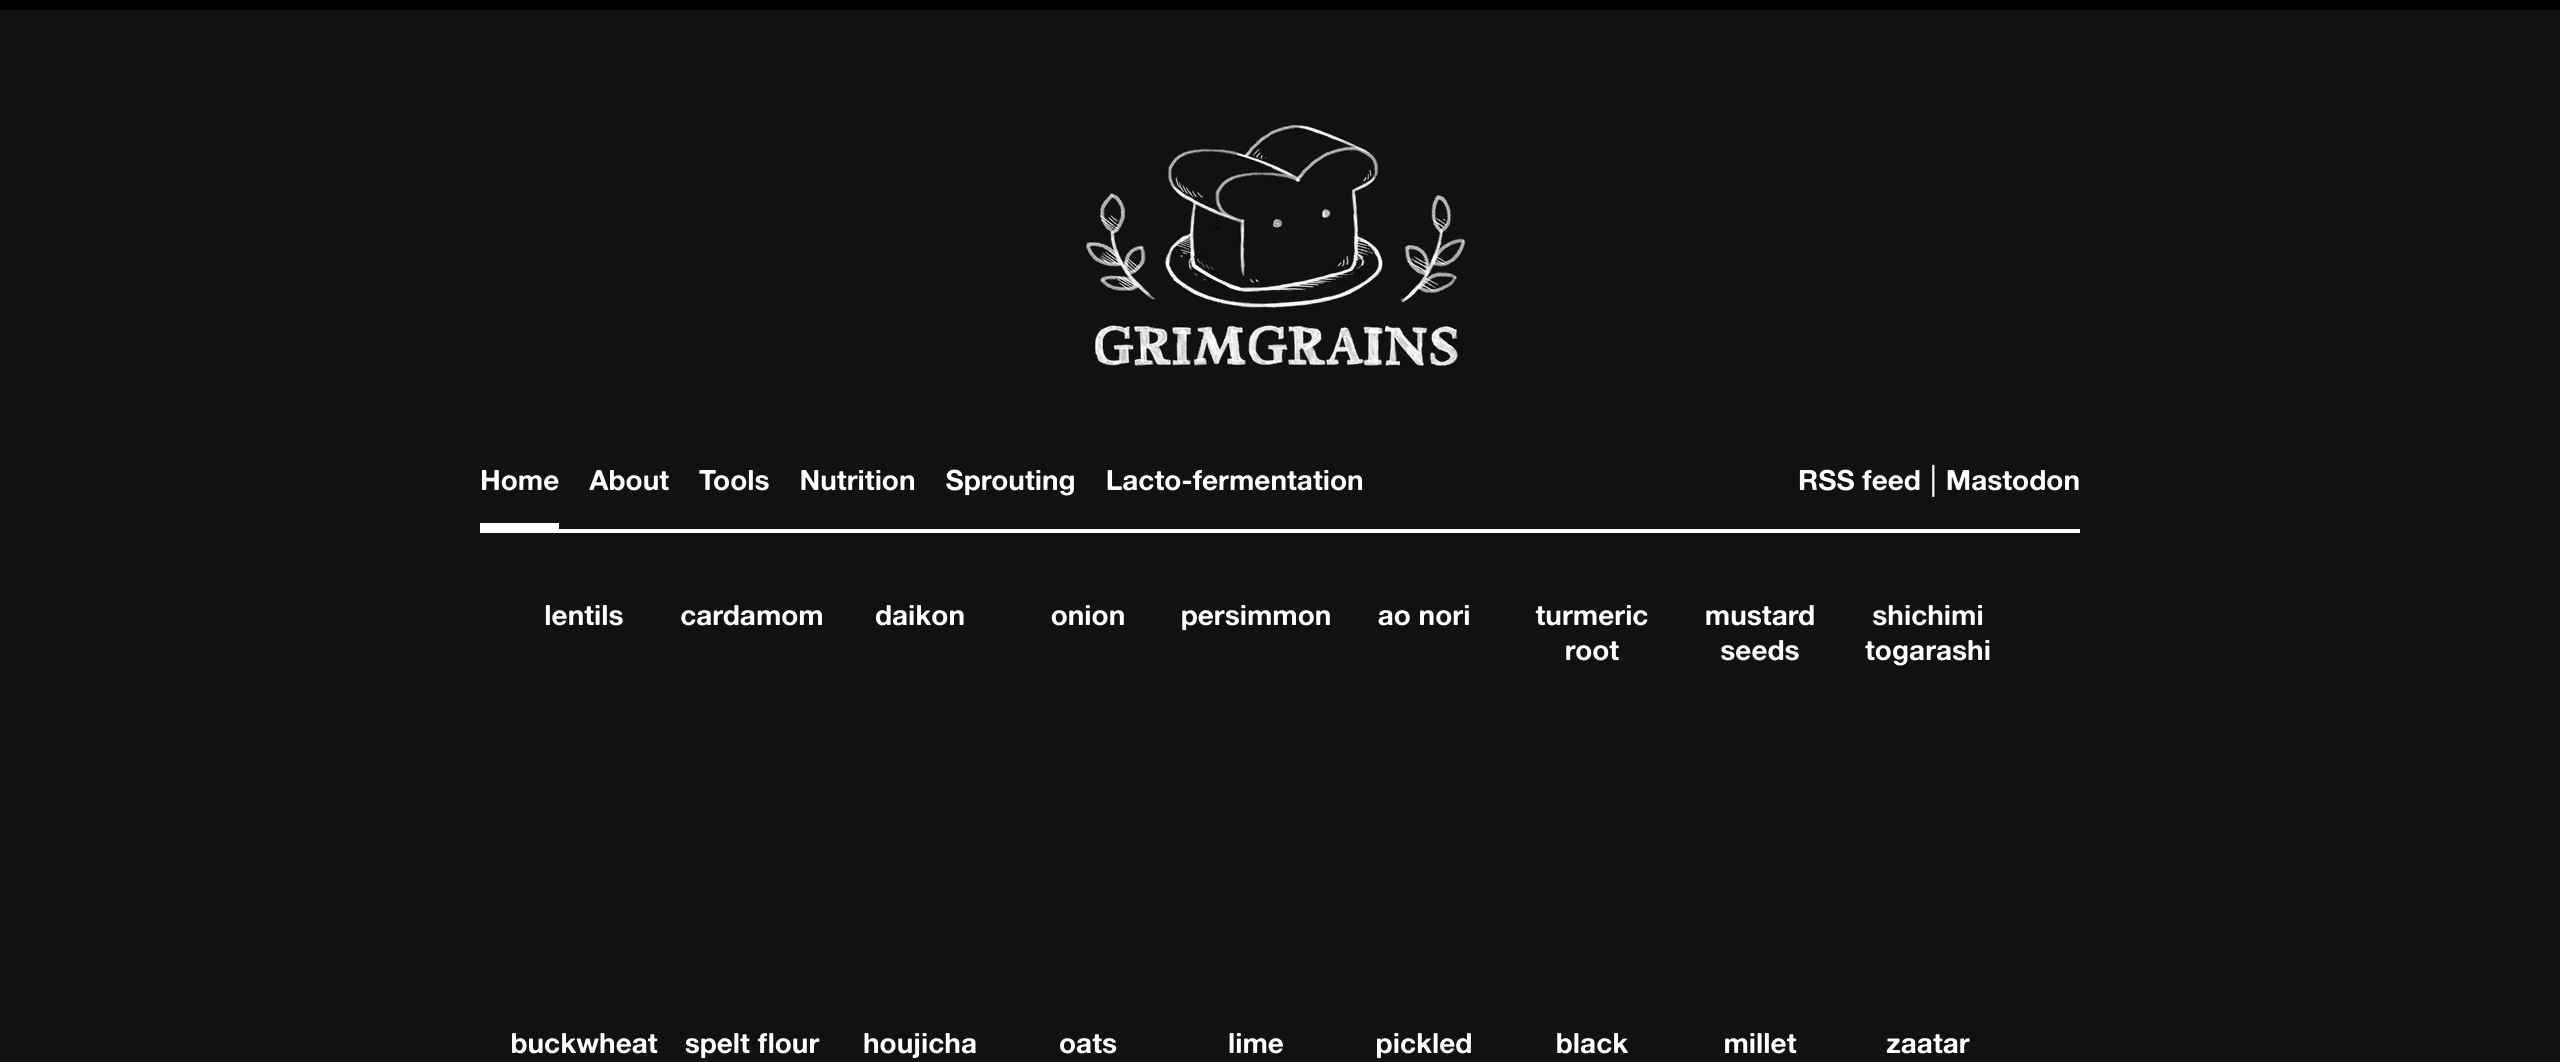 GRIMGRAINS
Home About Tools Nutrition Sprouting Lacto-fermentation RSS feed | Mastodon
lentils cardamom daikon onion persimmon ao nori turmeric root mustard seeds shichimi togarashi
buckwheat spelt flour houjicha oats lime pickled black millet zaatar